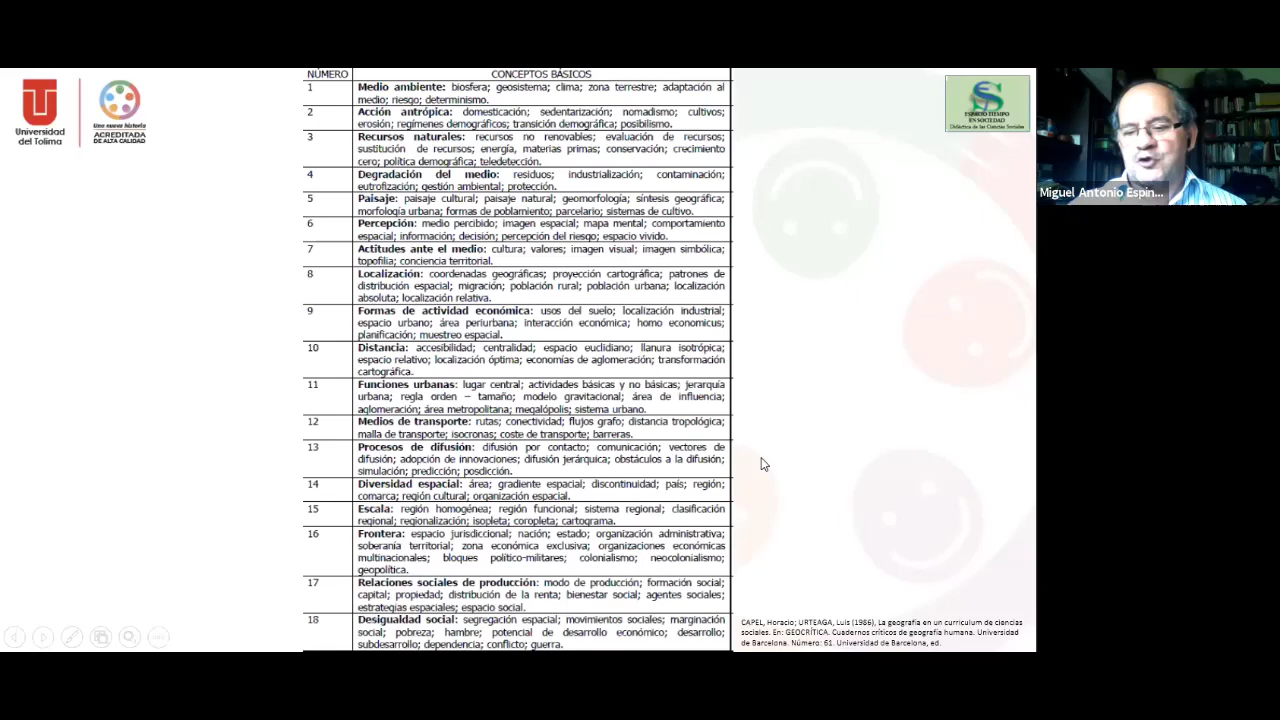 Universidad
del Tolima
Una nueva historia
ACREDITADA
DE ALTA CALIDAD
NÚMERO CONCEPTOS BÁSICOS
1 Medio ambiente: biosfera; geosistema; clima; zona terrestre; adaptación al
medio; riesgo; determinismo.
2 Acción antrópica: domesticación; sedentarización; nomadismo; cultivos;
erosión; regímenes demográficos; transición demográfica; posibilismo.
3 Recursos naturales: recursos no renovables; evaluación de recursos;
sustitución de recursos; energía, materias primas; conservación; crecimiento
cero; política demográfica; teledetección.
4 Degradación del medio: residuos; industrialización; contaminación;
eutrofización; gestión ambiental; protección.
5 Paisaje: paisaje cultural; paisaje natural; geomorfología; síntesis geográfica;
morfología urbana; formas de poblamiento; parcelario; sistemas de cultivo.
6 Percepción: medio percibido; imagen espacial; mapa mental; comportamiento
espacial; información; decisión; percepción del riesgo; espacio vivido.
7 Actitudes ante el medio: cultura; valores; imagen visual; imagen simbólica;
topofilia; conciencia territorial.
8 Localización: coordenadas geográficas; proyección cartográfica; patrones de
distribución espacial; migración; población rural; población urbana; localización
absoluta; localización relativa.
9 Formas de actividad económica: usos del suelo; localización industrial;
espacio urbano; área periurbana; interacción económica; homo economicus;
planificación; muestreo espacial.
10 Distancia: accesibilidad; centralidad; espacio euclidiano; llanura isotrópica;
espacio relativo; localización óptima; economías de aglomeración; transformación
cartográfica.
11 Funciones urbanas: lugar central; actividades básicas y no básicas; jerarquía
urbana; regla orden – tamaño; modelo gravitacional; área de influencia;
aglomeración; área metropolitana; megalópolis; sistema urbano.
12 Medios de transporte: rutas; conectividad; flujos grafo; distancia tropológica;
malla de transporte; isocronas; coste de transporte; barreras.
13 Procesos de difusión: difusión por contacto; comunicación; vectores de
difusión; adopción de innovaciones; difusión jerárquica; obstáculos a la difusión;
simulación; predicción; posdicción.
14 Diversidad espacial: área; gradiente espacial; discontinuidad; país; región;
comarca; región cultural; organización espacial.
15 Escala: región homogénea; región funcional; sistema regional; clasificación
regional; regionalización; isopleta; coropleta; cartograma.
16 Frontera: espacio jurisdiccional; nación; estado; organización administrativa;
soberanía territorial; zona económica exclusiva; organizaciones económicas
multinacionales; bloques político-militares; colonialismo; neocolonialismo;
geopolítica.
17 Relaciones sociales de producción: modo de producción; formación social;
capital; propiedad; distribución de la renta; bienestar social; agentes sociales;
estrategias espaciales; espacio social.
18 Desigualdad social: segregación espacial; movimientos sociales; marginación
social; pobreza; hambre; potencial de desarrollo económico; desarrollo;
subdesarrollo; dependencia; conflicto; guerra.
ESPACIO TIEMPO
EN SOCIEDAD
Didáctica de las Ciencias Sociales
Miguel Antonio Espin...
CAPEL, Horacio; URTEAGA, Luis (1986), La geografía en un curriculum de ciencias
sociales. En: GEOCRÍTICA. Cuadernos críticos de geografía humana. Universidad
de Barcelona. Número: 61. Universidad de Barcelona, ed.